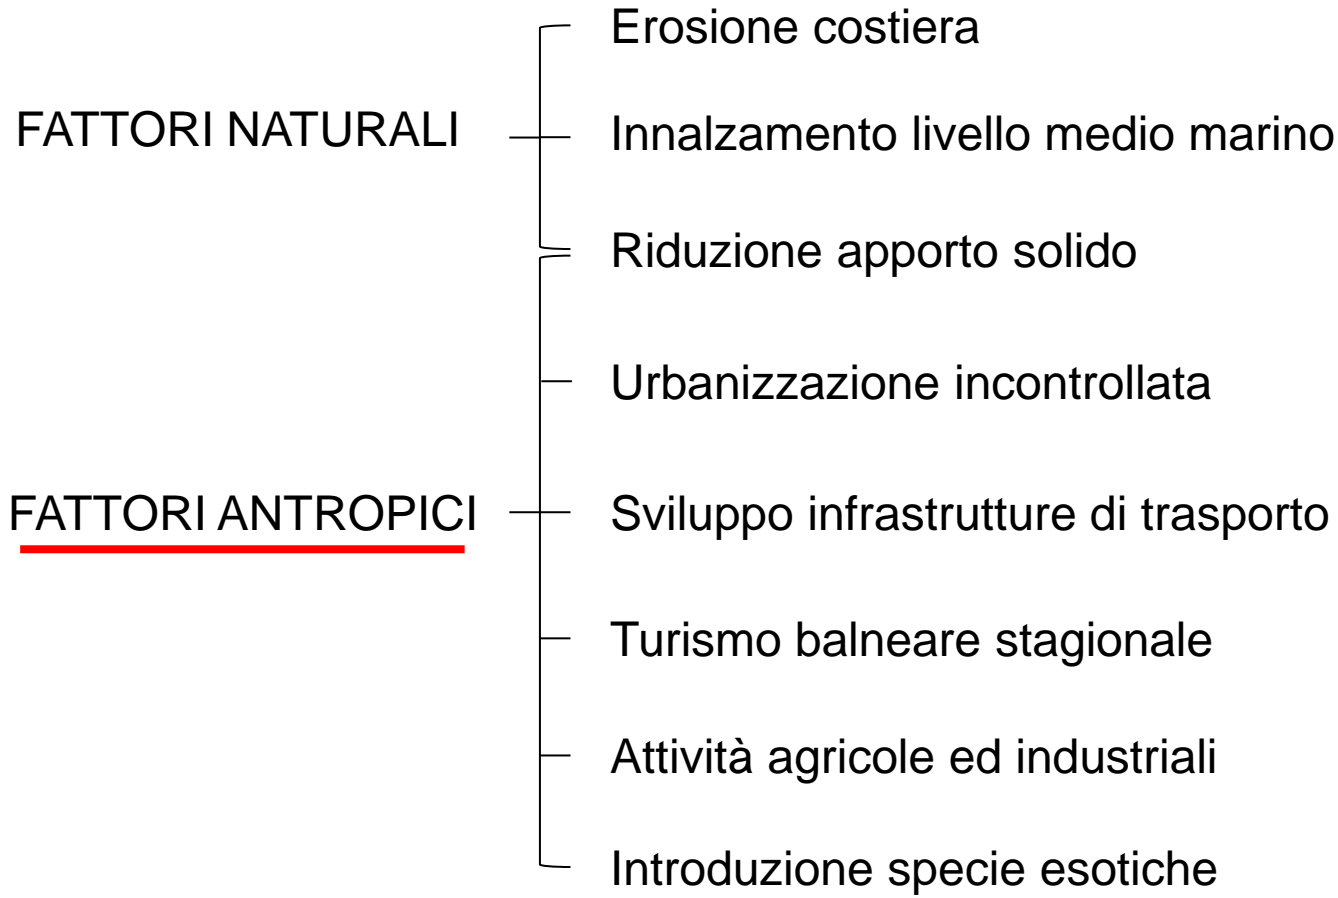 Erosione costiera
FATTORI NATURALI
Innalzamento livello medio marino
Riduzione apporto solido
Urbanizzazione incontrollata
FATTORI ANTROPICI
Sviluppo infrastrutture di trasporto
Turismo balneare stagionale
Attività agricole ed industriali
Introduzione specie esotiche